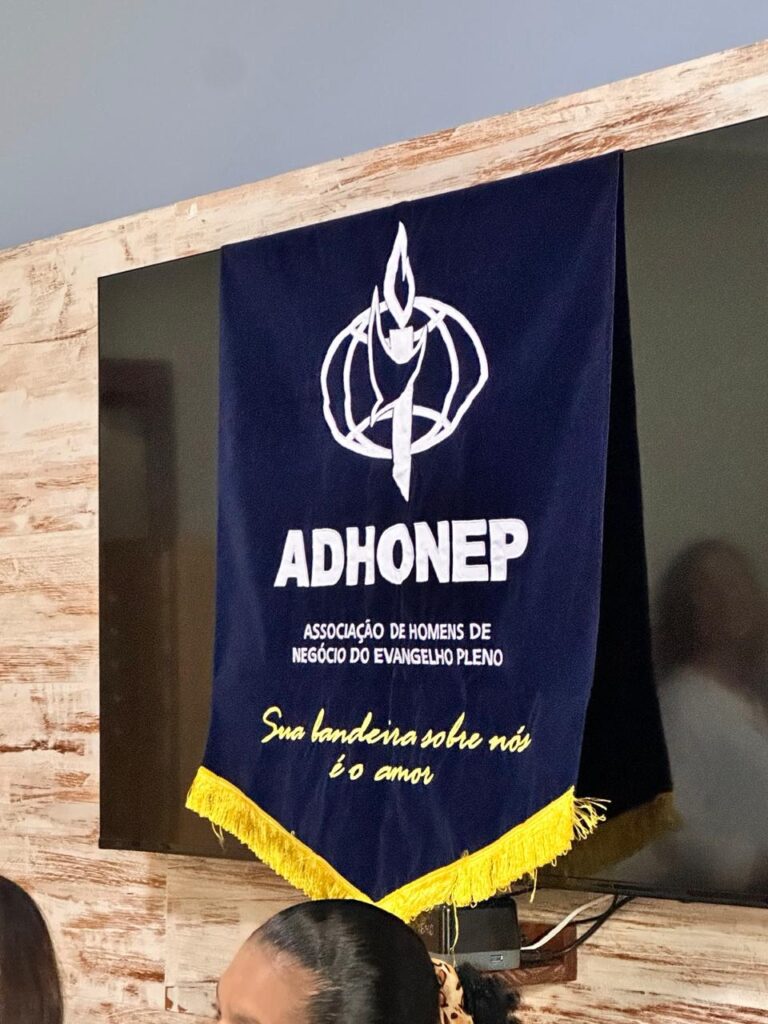 ADHONEP
ASSOCIAÇÃO DE HOMENS DE
NEGÓCIO DO EVANGELHO PLENO
Sua bandeira sobre nós
é o amor